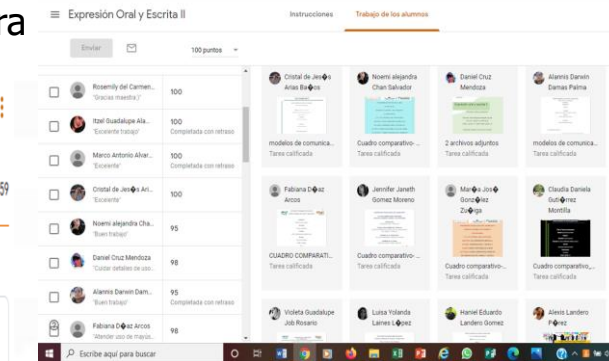 ra
:
59
Expresión Oral y Escrita II
Instrucciones
Trabajo de los alumnos
Enviar
100 puntos
Rosemily del Carmen...
"Gracias maestra:)"
100
Itzel Guadalupe Ala...
"Excelente trabajo"
100
Completada con retraso
Marco Antonio Alvar...
"Excelente"
100
Completada con retraso
Cristal de Jes�s Ari...
"Excelente trabajo"
100
Noemi alejandra Cha...
"Buen trabajo"
95
Daniel Cruz Mendoza
"Cuidar detalles de uso...
98
Alannis Darwin Dam...
"Buen trabajo"
95
Completada con retraso
Fabiana D�az Arcos
"Atender uso de mayús...
98
Cristal de Jes�s
Arias Ba�os
modelos de comunica...
Tarea calificada
Noemi alejandra
Chan Salvador
Cuadro comparativo-...
Tarea calificada
Daniel Cruz
Mendoza
2 archivos adjuntos
Tarea calificada
Alannis Darwin
Damas Palma
modelos de comunica...
Tarea calificada
Fabiana D�az
Arcos
CUADRO COMPARATI...
Tarea calificada
Jennifer Janeth
Gomez Moreno
Cuadro comparativo-...
Tarea calificada
Mar�a Jos�
Gonz�lez
Zu�iga
Cuadro comparativo-...
Tarea calificada
Claudia Daniela
Guti�rrez
Montilla
Cuadro comparativo_...
Tarea calificada
Violeta Guadalupe
Job Rosario
Luisa Yolanda
Laines L�pez
Haniel Eduardo
Landero Gomez
Alexis Landero
P�rez
Escribe aquí para buscar